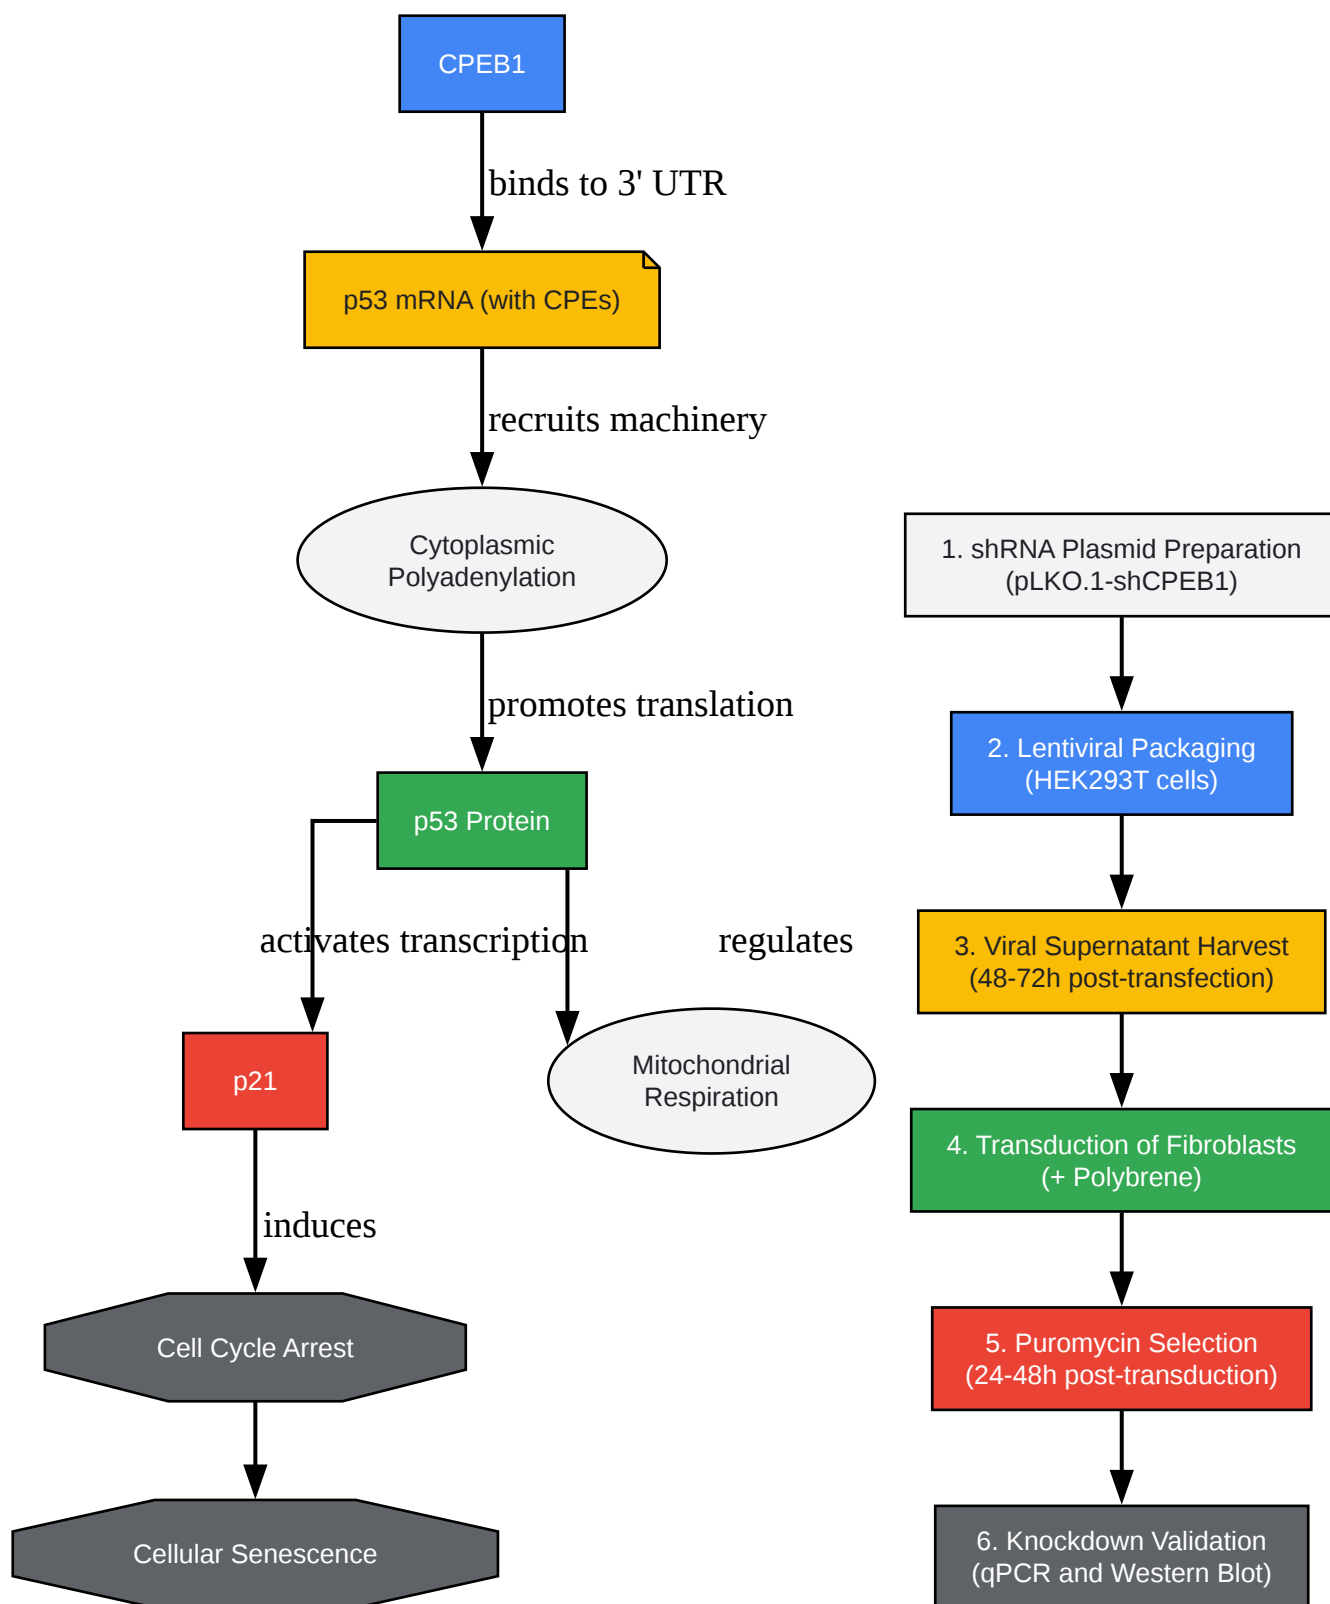 CPEB1
binds to 3' UTR
p53 mRNA (with CPEs)
recruits machinery
Cytoplasmic
Polyadenylation
promotes translation
p53 Protein
activates transcription
regulates
p21
Mitochondrial
Respiration
induces
Cell Cycle Arrest
Cellular Senescence
1. shRNA Plasmid Preparation
(pLKO.1-shCPEB1)
2. Lentiviral Packaging
(HEK293T cells)
3. Viral Supernatant Harvest
(48-72h post-transfection)
4. Transduction of Fibroblasts
(+ Polybrene)
5. Puromycin Selection
(24-48h post-transduction)
6. Knockdown Validation
(qPCR and Western Blot)